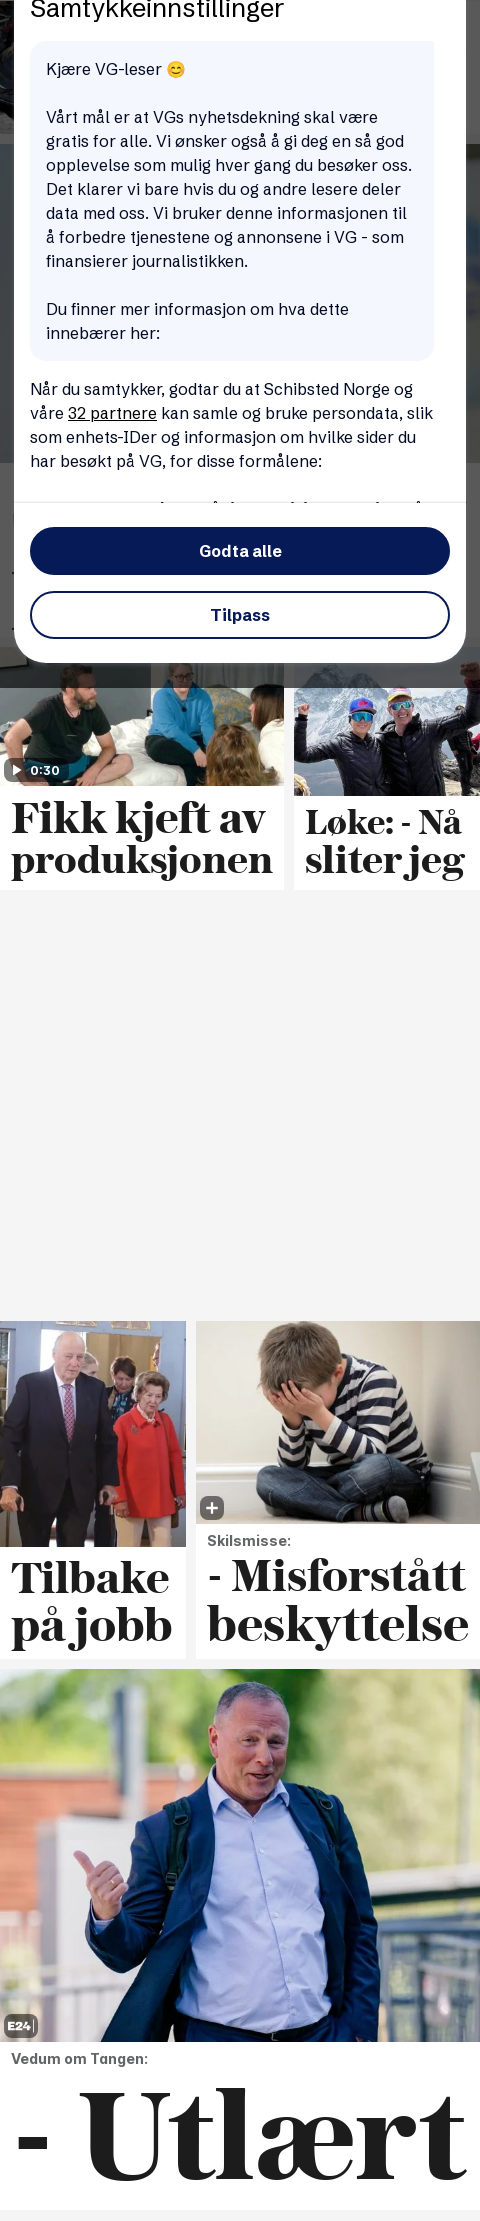 Samtykkeinnstillinger
Kjære VG-leser 😊
Vårt mål er at VGs nyhetsdekning skal være
gratis for alle. Vi ønsker også å gi deg en så god
opplevelse som mulig hver gang du besøker oss.
Det klarer vi bare hvis du og andre lesere deler
data med oss. Vi bruker denne informasjonen til
å forbedre tjenestene og annonsene i VG - som
finansierer journalistikken.
Du finner mer informasjon om hva dette
innebærer her:
Når du samtykker, godtar du at Schibsted Norge og
våre 32 partnere kan samle og bruke persondata, slik
som enhets-IDer og informasjon om hvilke sider du
har besøkt på VG, for disse formålene:
Godta alle
Tilpass
0:30
Fikk kjeft av
produksjonen
Løke: - Nå
sliter jeg
Tilbake
på jobb
Skilsmisse:
- Misforstått
beskyttelse
E24
Vedum om Tangen:
- Utlært